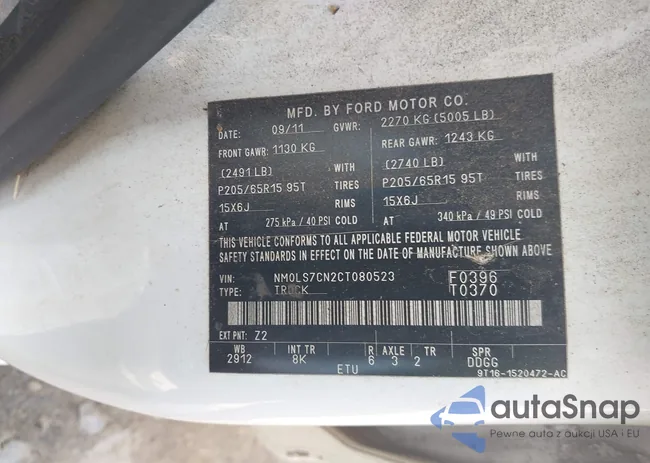 MFD. BY FORD MOTOR CO.
DATE: 09/11 GVWR: 2270 KG (5005 LB)
FRONT GAWR: 1130 KG REAR GAWR: 1243 KG
(2491 LB) WITH (2740 LB) WITH
P205/65R15 95T TIRES P205/65R15 95T TIRES
15X6J RIMS 15X6J RIMS
AT 275 kPa / 40 PSI COLD AT 340 kPa / 49 PSI COLD
THIS VEHICLE CONFORMS TO ALL APPLICABLE FEDERAL MOTOR VEHICLE
SAFETY STANDARDS IN EFFECT ON THE DATE OF MANUFACTURE SHOWN ABOVE
VIN: NM0LS7CN2CT080523 F0396
TYPE: TRUCK T0370
EXT PNT: Z2
WB INT TR R AXLE TR SPR
2912 8K 6 3 2 DDGG
ETU 9T16-1520472-AC
autoSnap
Pewne auta z aukcji USA i EU